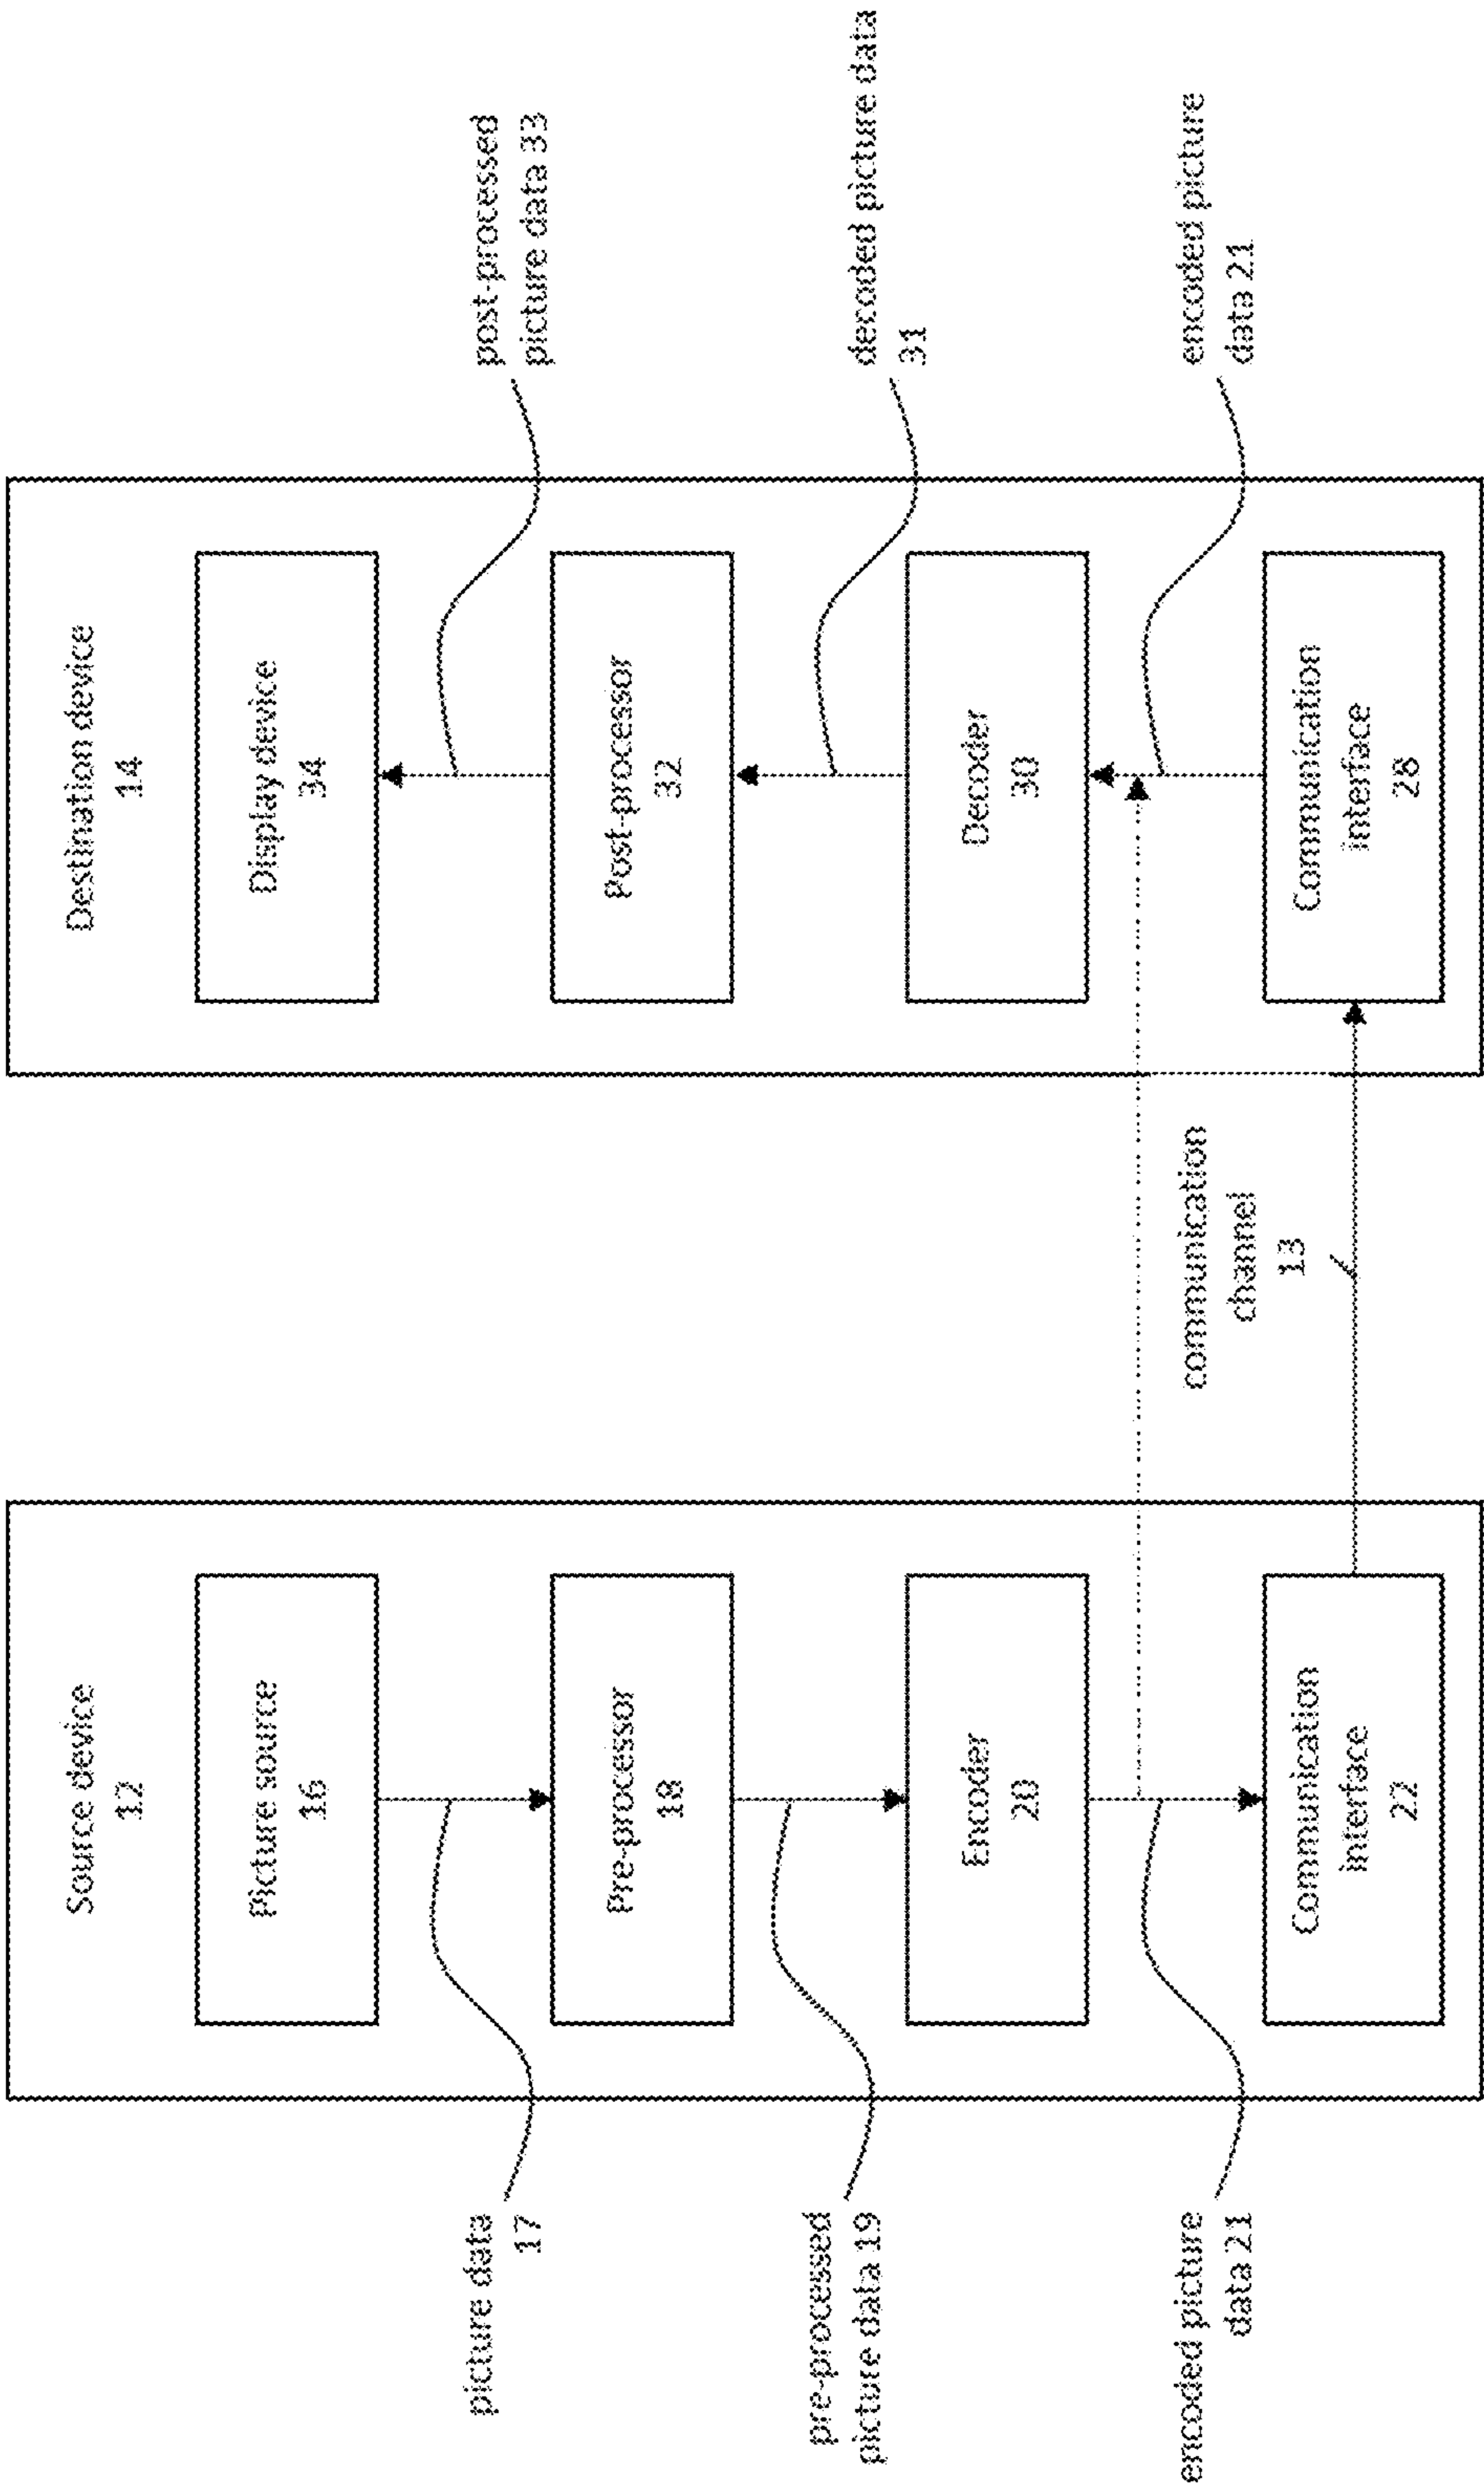 Source device
12
Picture source
16
picture data
17
Pre-processor
18
pre-processed
picture data 19
Encoder
20
encoded picture
data 21
Communication
interface
22
communication
channel
13
Destination device
14
Display device
34
post-processed
picture data 33
Post-processor
32
decoded picture data
31
Decoder
30
encoded picture
data 21
Communication
interface
28